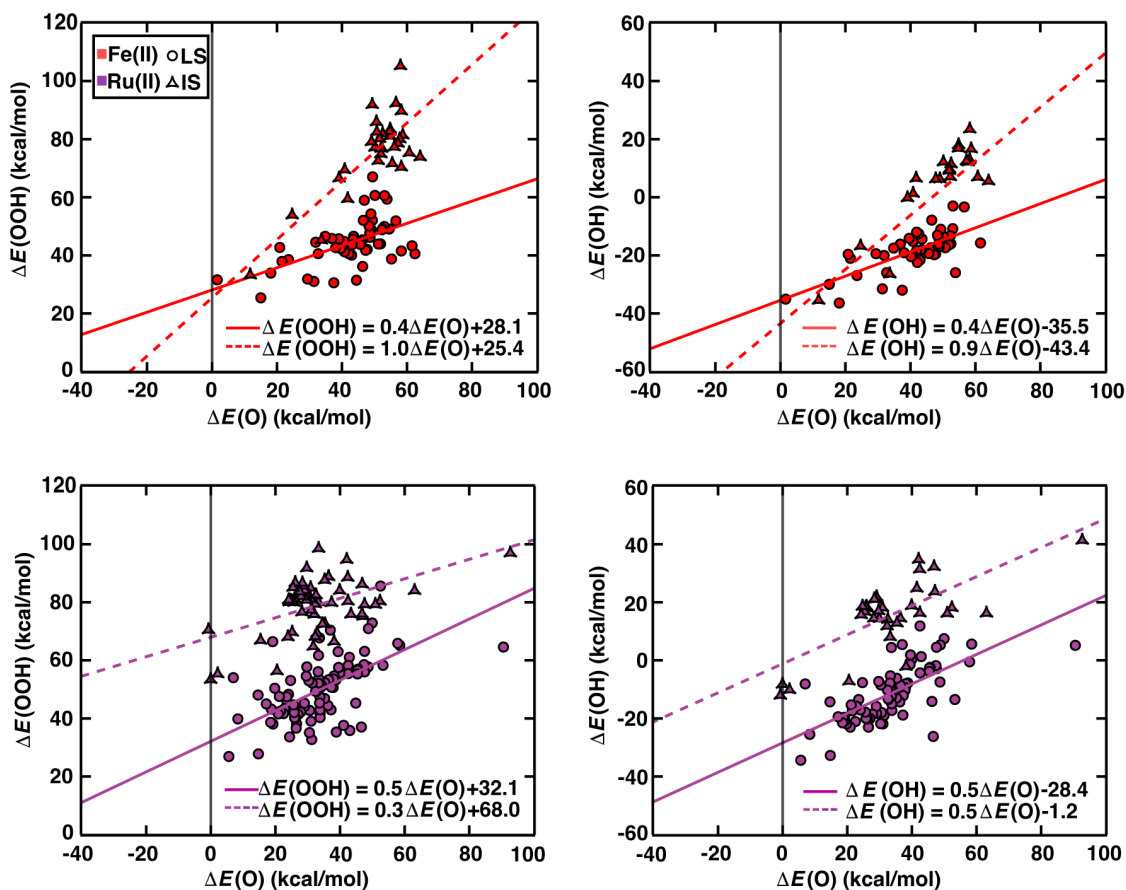 120
100
80
60
40
20
0
-40 -20 0 20 40 60 80 100
ΔE(OOH) (kcal/mol)
ΔE(O) (kcal/mol)
Fe(II) LS
Ru(II) IS
ΔE(OOH) = 0.4ΔE(O)+28.1
ΔE(OOH) = 1.0ΔE(O)+25.4
60
40
20
0
-20
-40
-60
-40 -20 0 20 40 60 80 100
ΔE(OH) (kcal/mol)
ΔE(O) (kcal/mol)
ΔE(OH) = 0.4ΔE(O)-35.5
ΔE(OH) = 0.9ΔE(O)-43.4
120
100
80
60
40
20
0
-40 -20 0 20 40 60 80 100
ΔE(OOH) (kcal/mol)
ΔE(O) (kcal/mol)
ΔE(OOH) = 0.5ΔE(O)+32.1
ΔE(OOH) = 0.3ΔE(O)+68.0
60
40
20
0
-20
-40
-60
-40 -20 0 20 40 60 80 100
ΔE(OH) (kcal/mol)
ΔE(O) (kcal/mol)
ΔE(OH) = 0.5ΔE(O)-28.4
ΔE(OH) = 0.5ΔE(O)-1.2